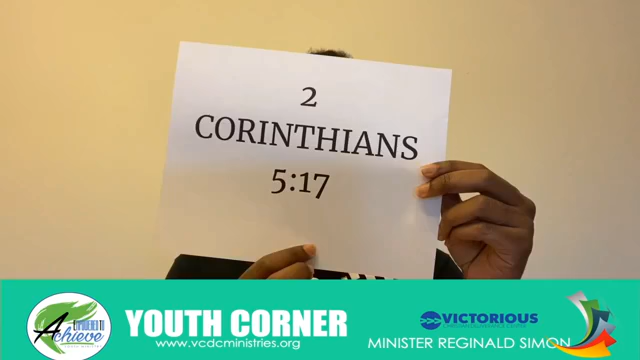 2
CORINTHIANS
5:17
Achieve
YOUTH CORNER
www.vcdcministries.org
VICTORIOUS
MINISTER REGINALD SIMON